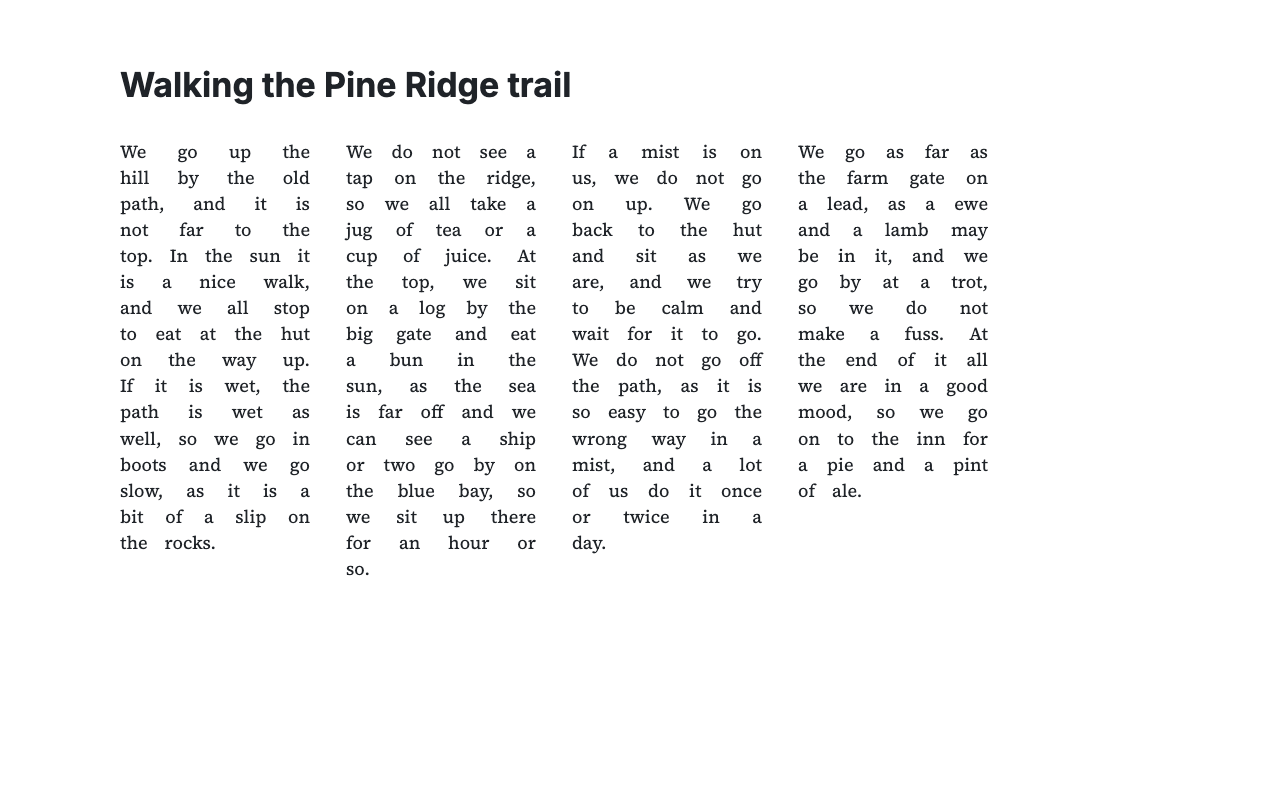 Walking the Pine Ridge trail
We go up the
hill by the old
path, and it is
not far to the
top. In the sun it
is a nice walk,
and we all stop
to eat at the hut
on the way up.
If it is wet, the
path is wet as
well, so we go in
boots and we go
slow, as it is a
bit of a slip on
the rocks.
We do not see a
tap on the ridge,
so we all take a
jug of tea or a
cup of juice. At
the top, we sit
on a log by the
big gate and eat
a bun in the
sun, as the sea
is far off and we
can see a ship
or two go by on
the blue bay, so
we sit up there
for an hour or
so.
If a mist is on
us, we do not go
on up. We go
back to the hut
and sit as we
are, and we try
to be calm and
wait for it to go.
We do not go off
the path, as it is
so easy to go the
wrong way in a
mist, and a lot
of us do it once
or twice in a
day.
We go as far as
the farm gate on
a lead, as a ewe
and a lamb may
be in it, and we
go by at a trot,
so we do not
make a fuss. At
the end of it all
we are in a good
mood, so we go
on to the inn for
a pie and a pint
of ale.